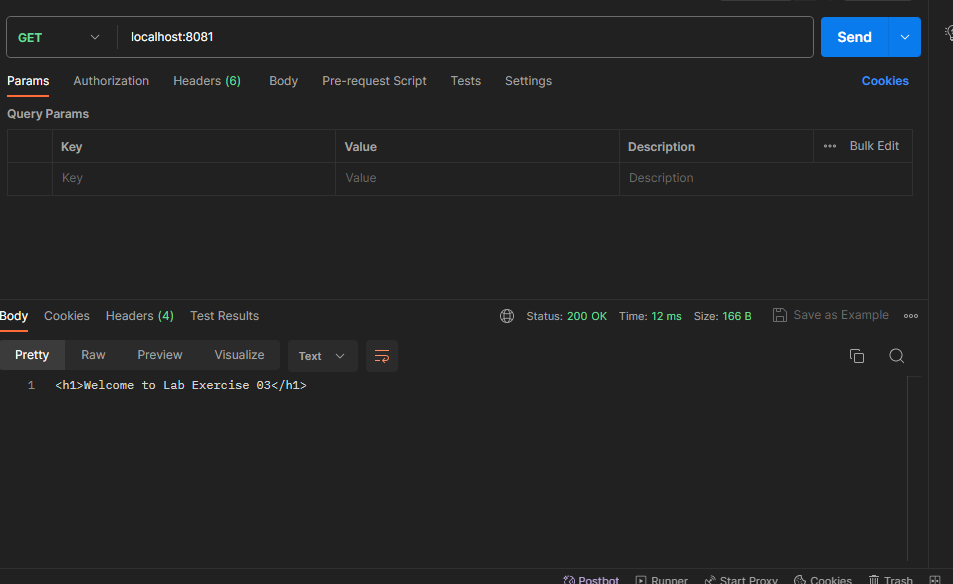 GET localhost:8081 Send
Params Authorization Headers (6) Body Pre-request Script Tests Settings Cookies
Query Params
Key Value Description ••• Bulk Edit
Key Value Description
Body Cookies Headers (4) Test Results Status: 200 OK Time: 12 ms Size: 166 B Save as Example •••
Pretty Raw Preview Visualize Text
1 <h1>Welcome to Lab Exercise 03</h1>
Postbot Runner Start Proxy Cookies Trash